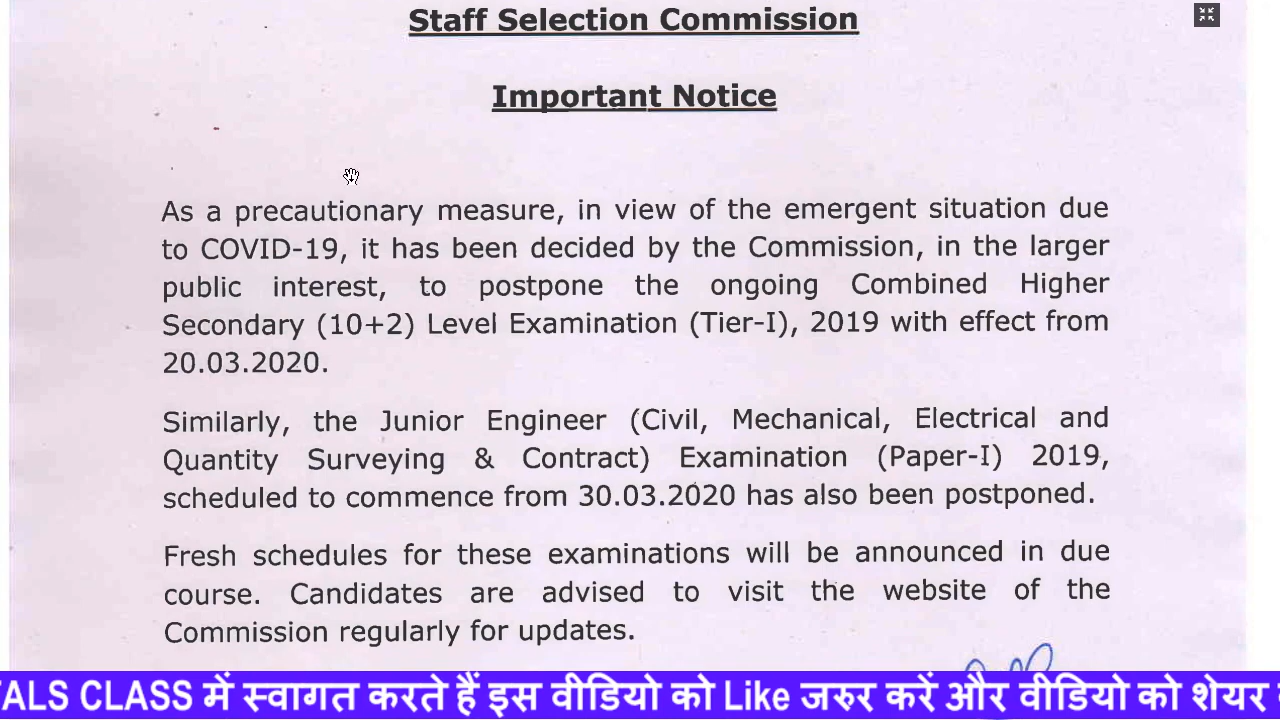 Staff Selection Commission
Important Notice
As a precautionary measure, in view of the emergent situation due
to COVID-19, it has been decided by the Commission, in the larger
public interest, to postpone the ongoing Combined Higher
Secondary (10+2) Level Examination (Tier-I), 2019 with effect from
20.03.2020.
Similarly, the Junior Engineer (Civil, Mechanical, Electrical and
Quantity Surveying & Contract) Examination (Paper-I) 2019,
scheduled to commence from 30.03.2020 has also been postponed.
Fresh schedules for these examinations will be announced in due
course. Candidates are advised to visit the website of the
Commission regularly for updates.
CLASS में स्वागत करते हैं इस वीडियो को Like जरुर करें और वीडियो को शेयर